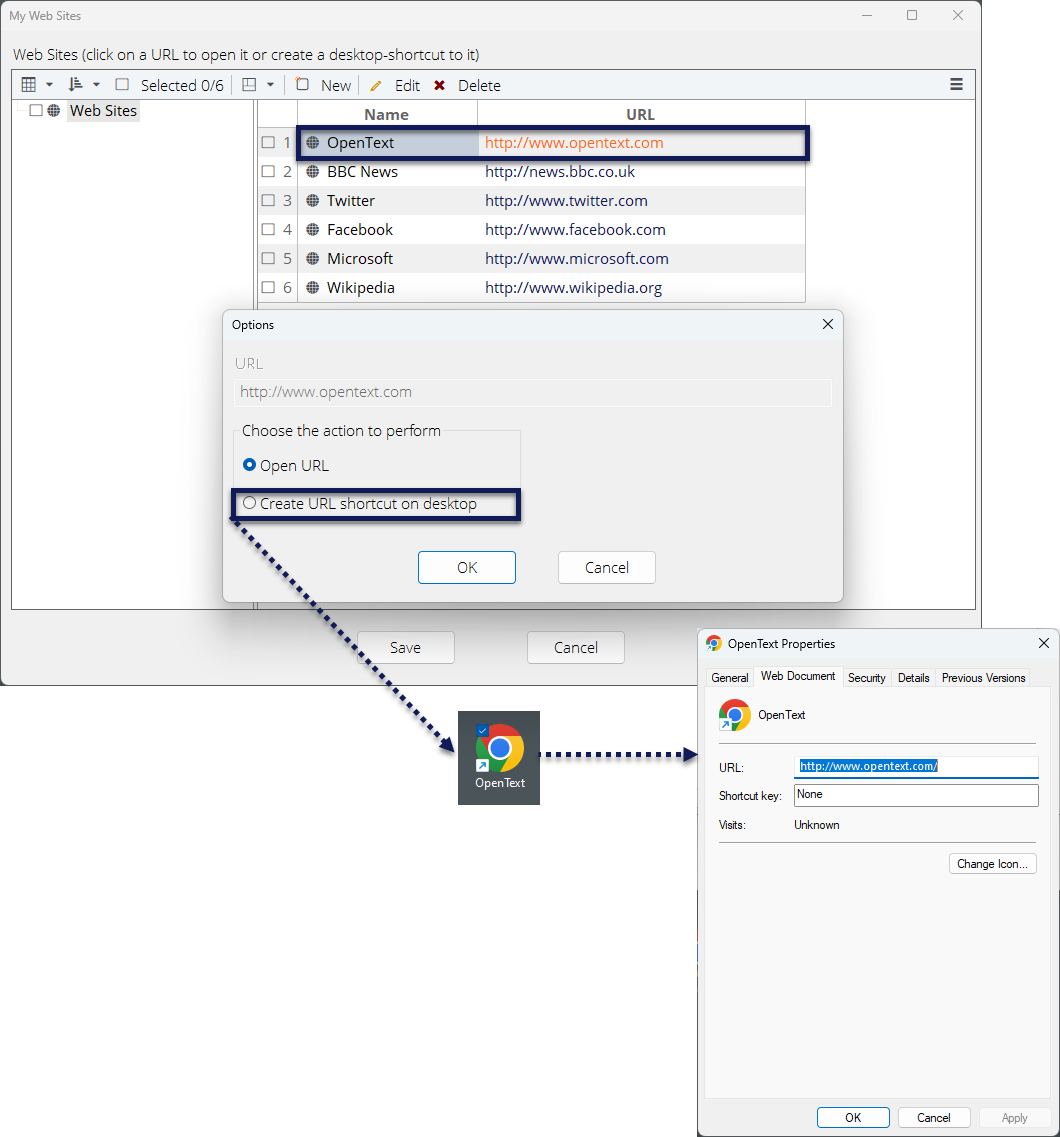 My Web Sites
Web Sites (click on a URL to open it or create a desktop-shortcut to it)
Selected 0/6 New Edit Delete
Web Sites
Name URL
1 OpenText http://www.opentext.com
2 BBC News http://news.bbc.co.uk
3 Twitter http://www.twitter.com
4 Facebook http://www.facebook.com
5 Microsoft http://www.microsoft.com
6 Wikipedia http://www.wikipedia.org
Options
URL
http://www.opentext.com
Choose the action to perform
Open URL
Create URL shortcut on desktop
OK Cancel
Save Cancel
OpenText
OpenText Properties
General Web Document Security Details Previous Versions
OpenText
URL: http://www.opentext.com/
Shortcut key: None
Visits: Unknown
Change Icon...
OK Cancel Apply